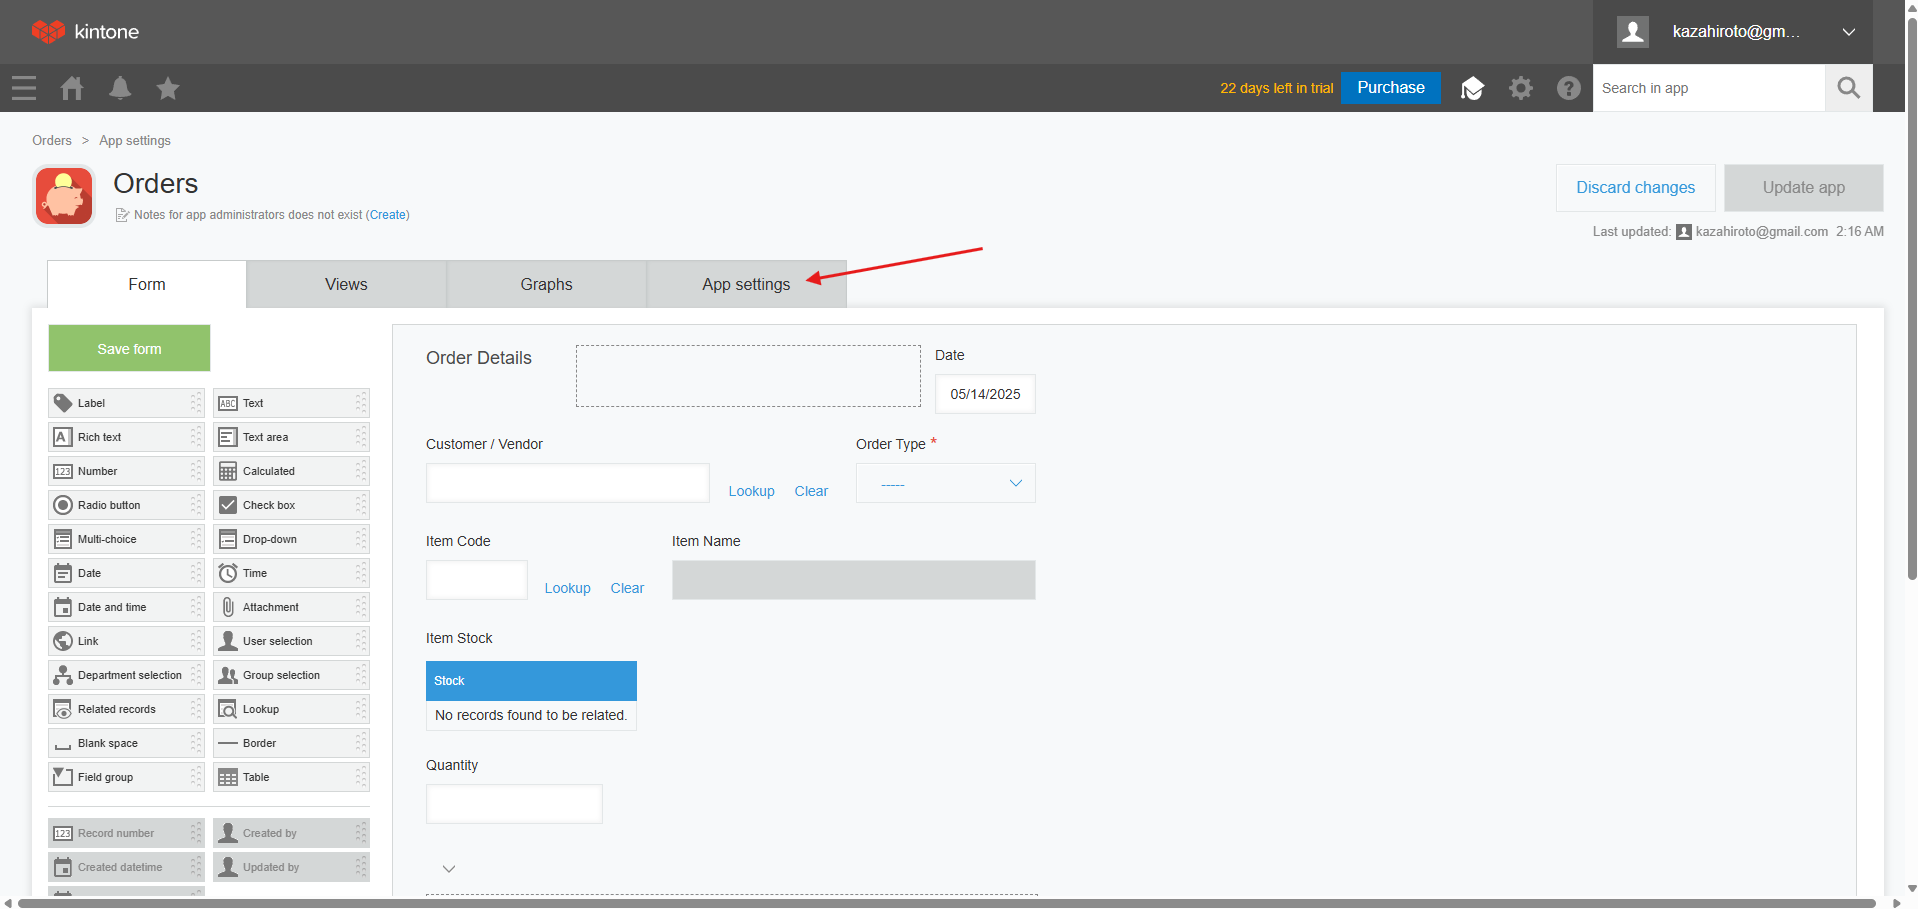 kintone
kazahiroto@gm...
22 days left in trial
Purchase
?
Search in app
Orders > App settings
Orders
Notes for app administrators does not exist (Create)
Discard changes
Update app
Last updated: kazahiroto@gmail.com 2:16 AM
Form
Views
Graphs
App settings
Save form
Label
ABC Text
A Rich text
Text area
123 Number
Calculated
Radio button
Check box
Multi-choice
Drop-down
Date
Time
Date and time
Attachment
Link
User selection
Department selection
Group selection
Related records
Lookup
Blank space
Border
Field group
Table
123 Record number
Created by
Created datetime
Updated by
Order Details
Date
05/14/2025
Customer / Vendor
Order Type *
Lookup Clear
-----
Item Code
Item Name
Lookup Clear
Item Stock
Stock
No records found to be related.
Quantity